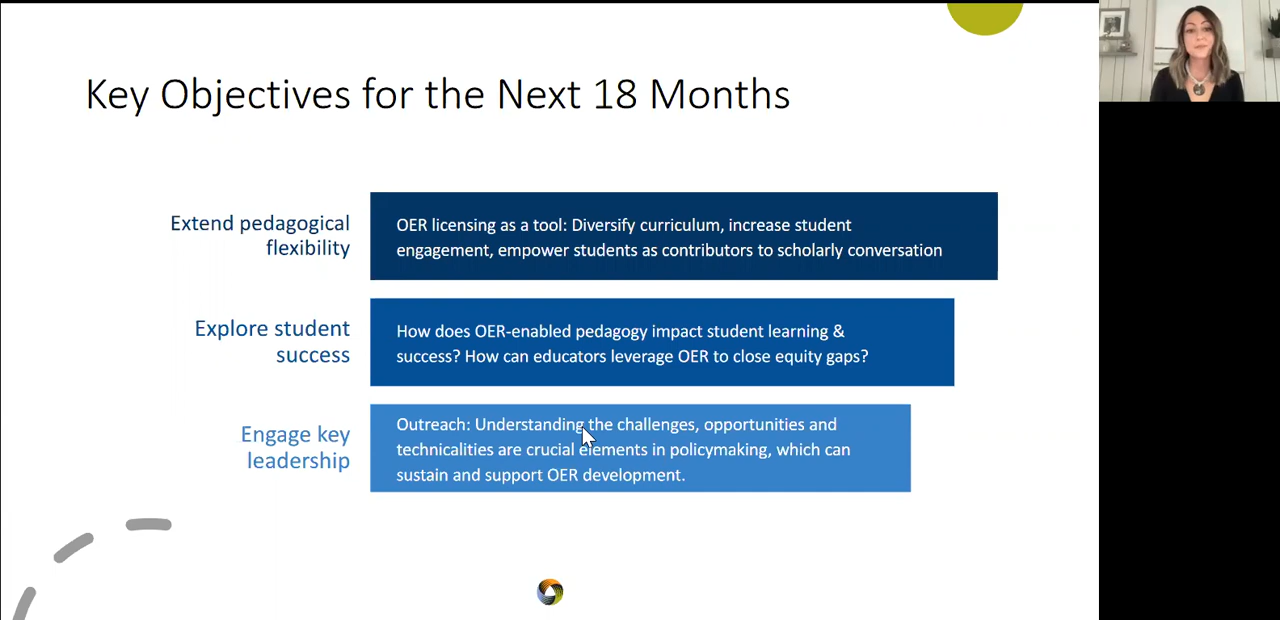 Key Objectives for the Next 18 Months
Extend pedagogical
flexibility
OER licensing as a tool: Diversify curriculum, increase student
engagement, empower students as contributors to scholarly conversation
Explore student
success
How does OER-enabled pedagogy impact student learning &
success? How can educators leverage OER to close equity gaps?
Engage key
leadership
Outreach: Understanding the challenges, opportunities and
technicalities are crucial elements in policymaking, which can
sustain and support OER development.